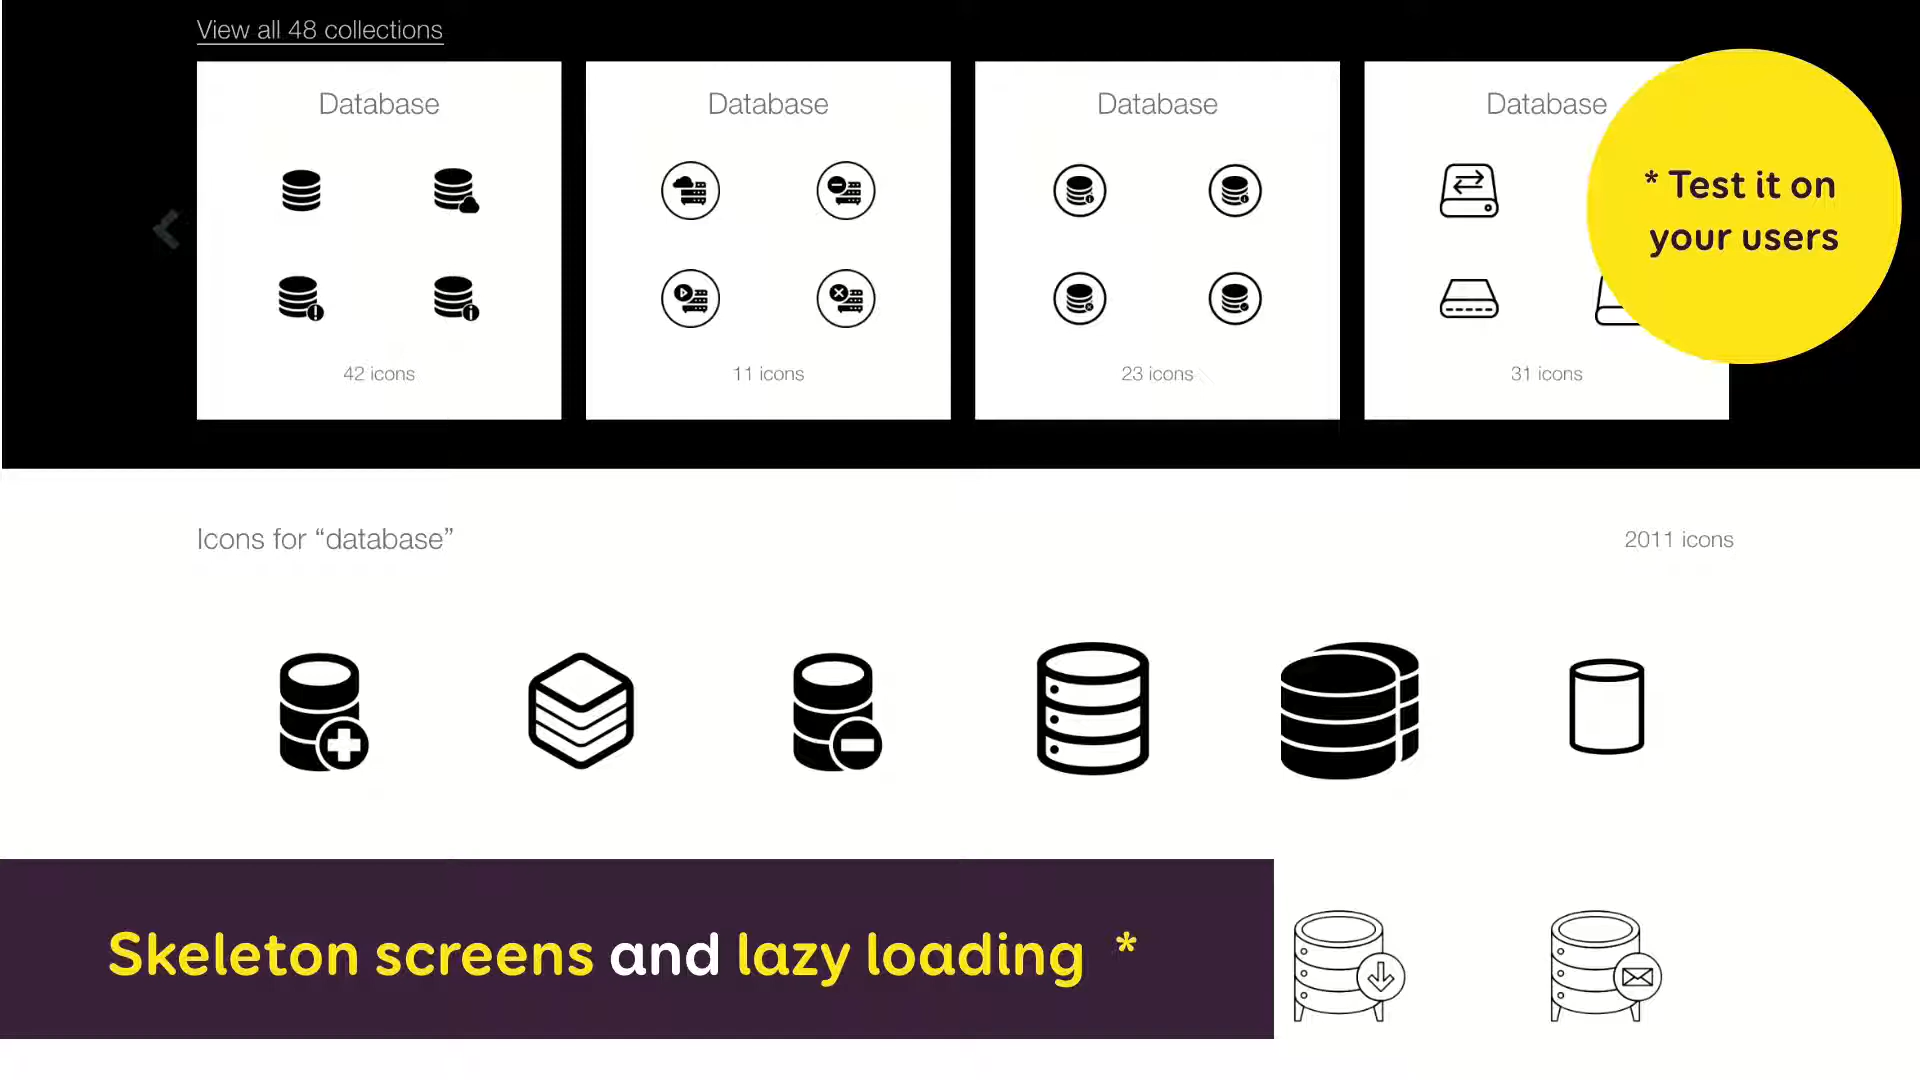 View all 48 collections
Database
Database
Database
Database
* Test it on
your users
42 icons
11 icons
23 icons
31 icons
Icons for “database”
2011 icons
Skeleton screens and lazy loading *